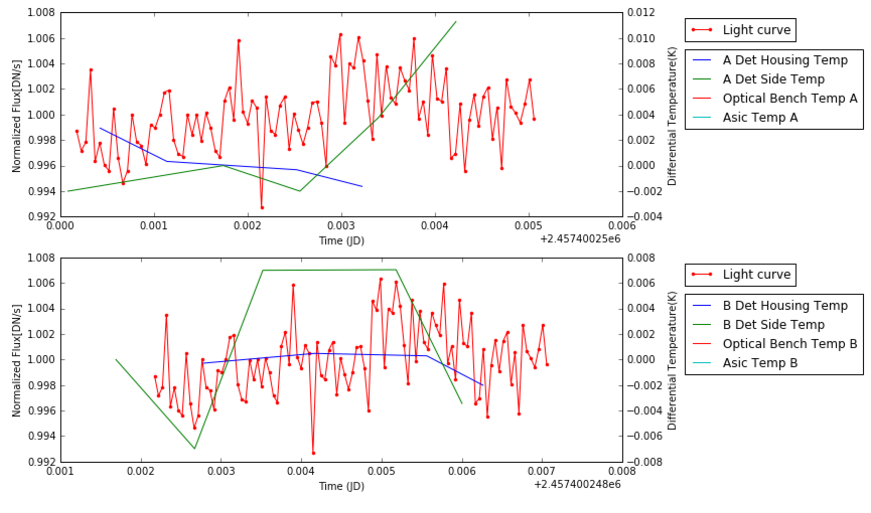 1.008
1.006
1.004
1.002
1.000
0.998
0.996
0.994
0.992
Normalized Flux[DN/s]
0.000
0.001
0.002
0.003
0.004
0.005
0.006
Time (JD)
+2.45740025e6
0.012
0.010
0.008
0.006
0.004
0.002
0.000
−0.002
−0.004
Differential Temperature(K)
Light curve
A Det Housing Temp
A Det Side Temp
Optical Bench Temp A
Asic Temp A
1.008
1.006
1.004
1.002
1.000
0.998
0.996
0.994
0.992
Normalized Flux[DN/s]
0.001
0.002
0.003
0.004
0.005
0.006
0.007
0.008
Time (JD)
+2.457400248e6
0.008
0.006
0.004
0.002
0.000
−0.002
−0.004
−0.006
−0.008
Differential Temperature(K)
Light curve
B Det Housing Temp
B Det Side Temp
Optical Bench Temp B
Asic Temp B